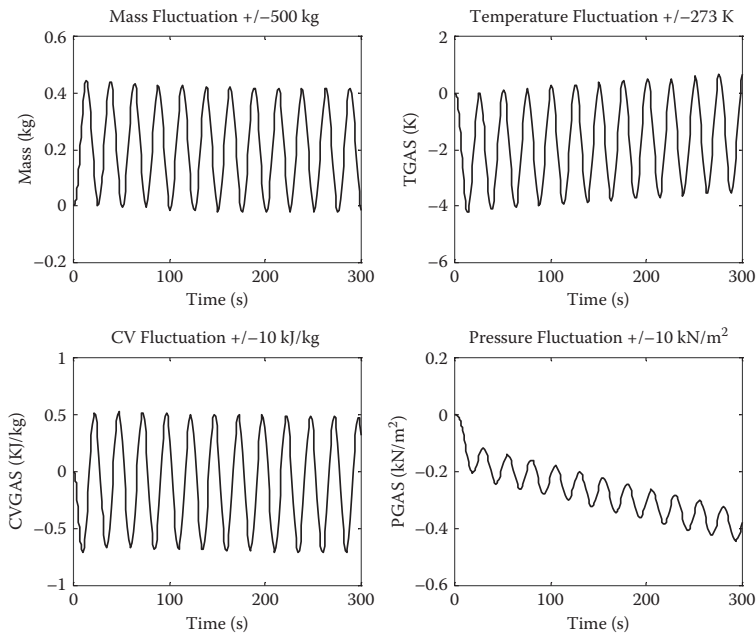 Mass Fluctuation +/−500 kg
0.6
0.4
0.2
0
−0.2
Mass (kg)
0 100 200 300
Time (s)
Temperature Fluctuation +/−273 K
2
0
−2
−4
−6
TGAS (K)
0 100 200 300
Time (s)
CV Fluctuation +/−10 kJ/kg
1
0.5
0
−0.5
−1
CVGAS (KJ/kg)
0 100 200 300
Time (s)
Pressure Fluctuation +/−10 kN/m²
0.2
0
−0.2
−0.4
−0.6
PGAS (kN/m²)
0 100 200 300
Time (s)